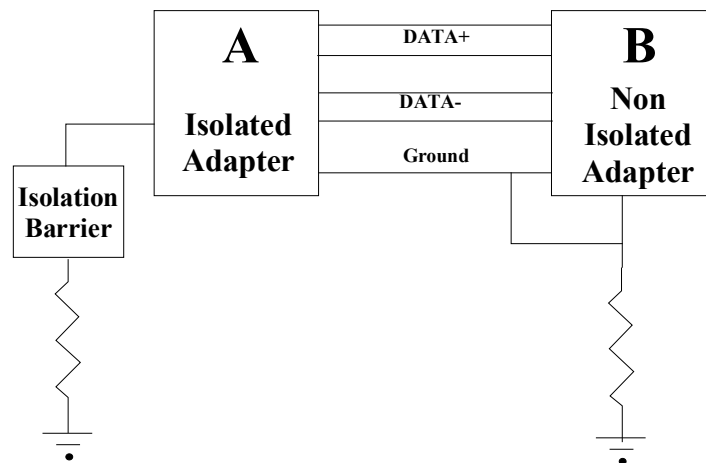 A
Isolated
Adapter
DATA+
DATA-
Ground
B
Non
Isolated
Adapter
Isolation
Barrier